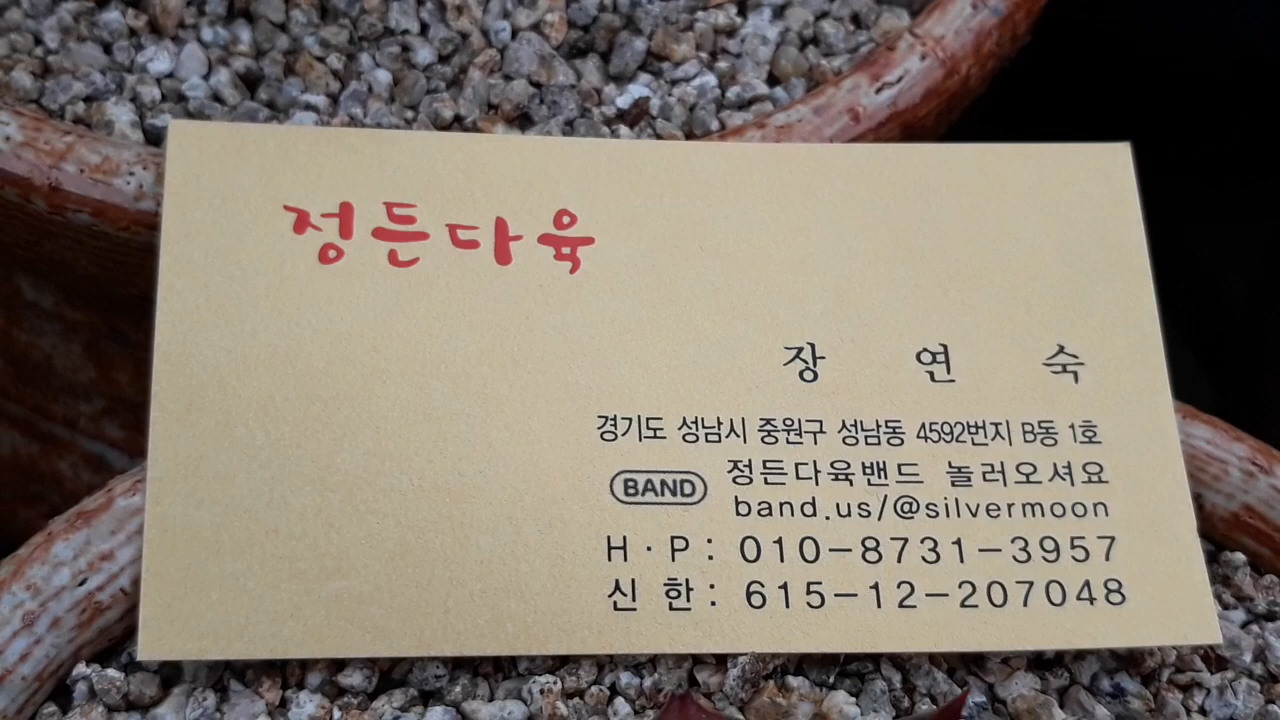 정든다육
장 연 숙
경기도 성남시 중원구 성남동 4592번지 B동 1호
BAND 정든다육밴드 놀러오셔요
band.us/@silvermoon
H·P: 010-8731-3957
신 한: 615-12-207048